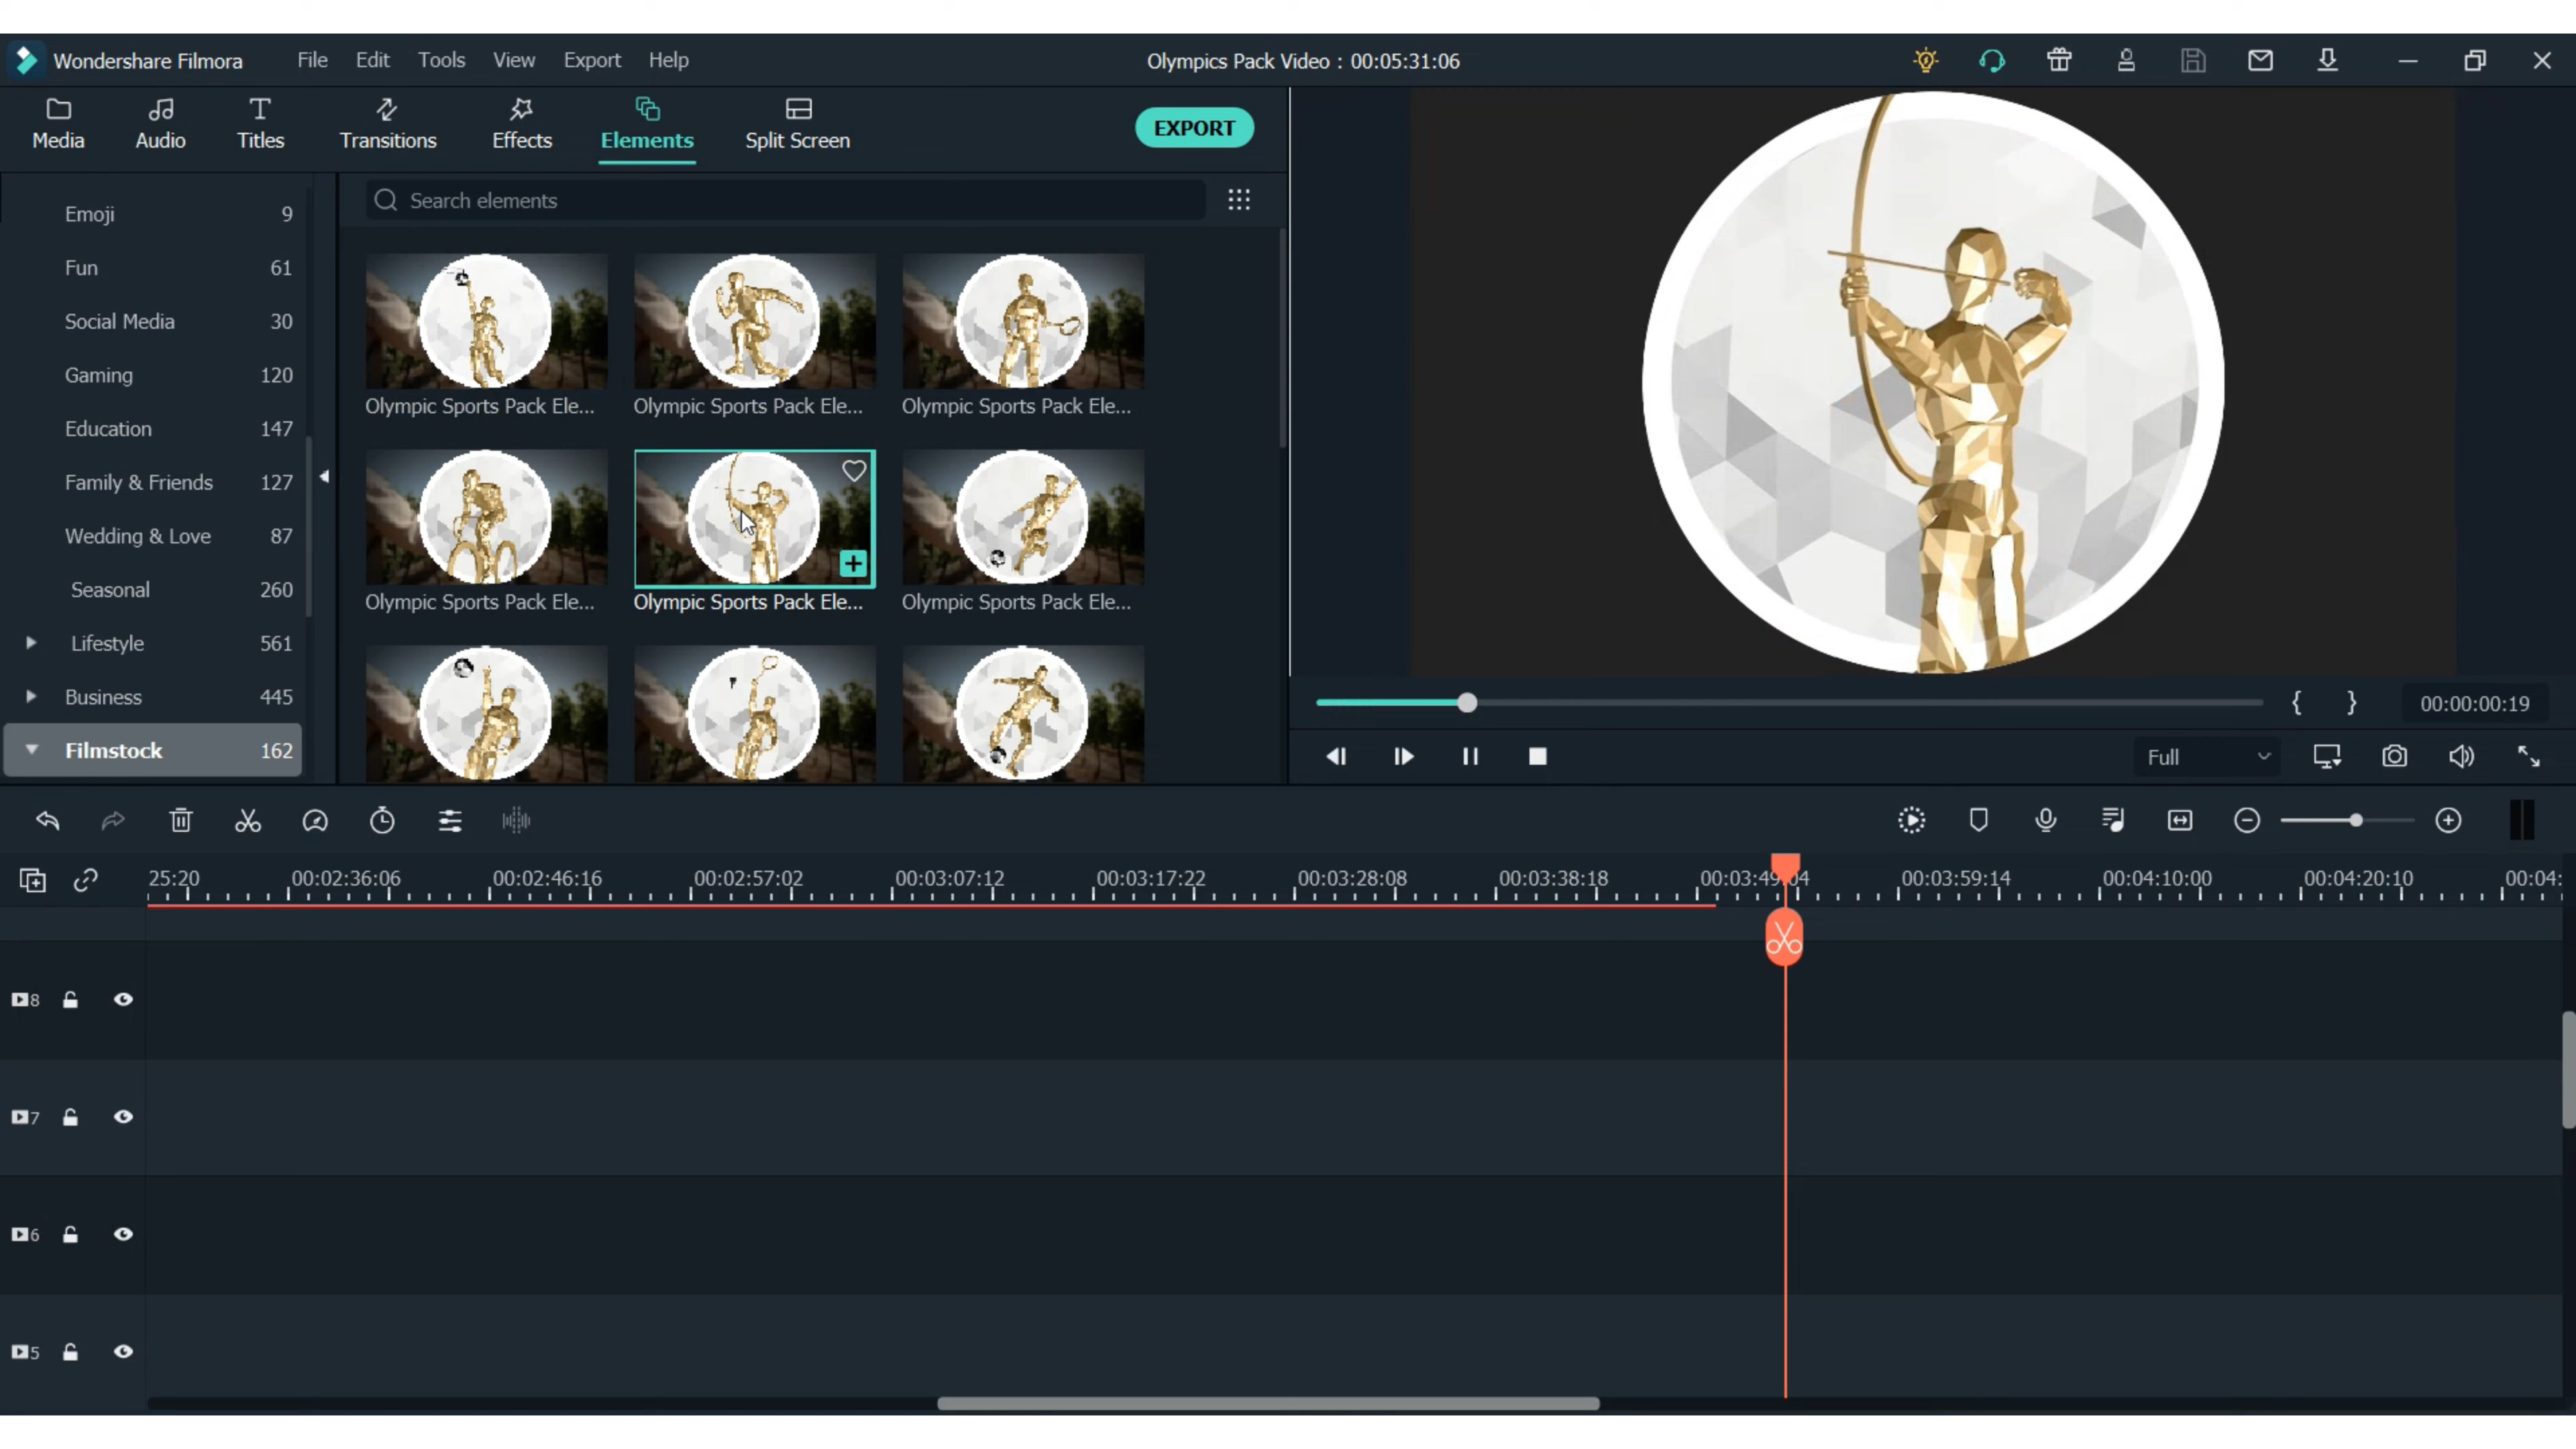 Wondershare Filmora File Edit Tools View Export Help Olympics Pack Video : 00:05:31:06
Media Audio Titles Transitions Effects Elements Split Screen EXPORT
Search elements
Emoji 9
Fun 61
Social Media 30
Gaming 120
Education 147
Family & Friends 127
Wedding & Love 87
Seasonal 260
Lifestyle 561
Business 445
Filmstock 162
Olympic Sports Pack Ele... Olympic Sports Pack Ele... Olympic Sports Pack Ele...
Olympic Sports Pack Ele... Olympic Sports Pack Ele... Olympic Sports Pack Ele...
{ } 00:00:00:19
Full
25:20 00:02:36:06 00:02:46:16 00:02:57:02 00:03:07:12 00:03:17:22 00:03:28:08 00:03:38:18 00:03:49:04 00:03:59:14 00:04:10:00 00:04:20:10 00:04:
8
7
6
5